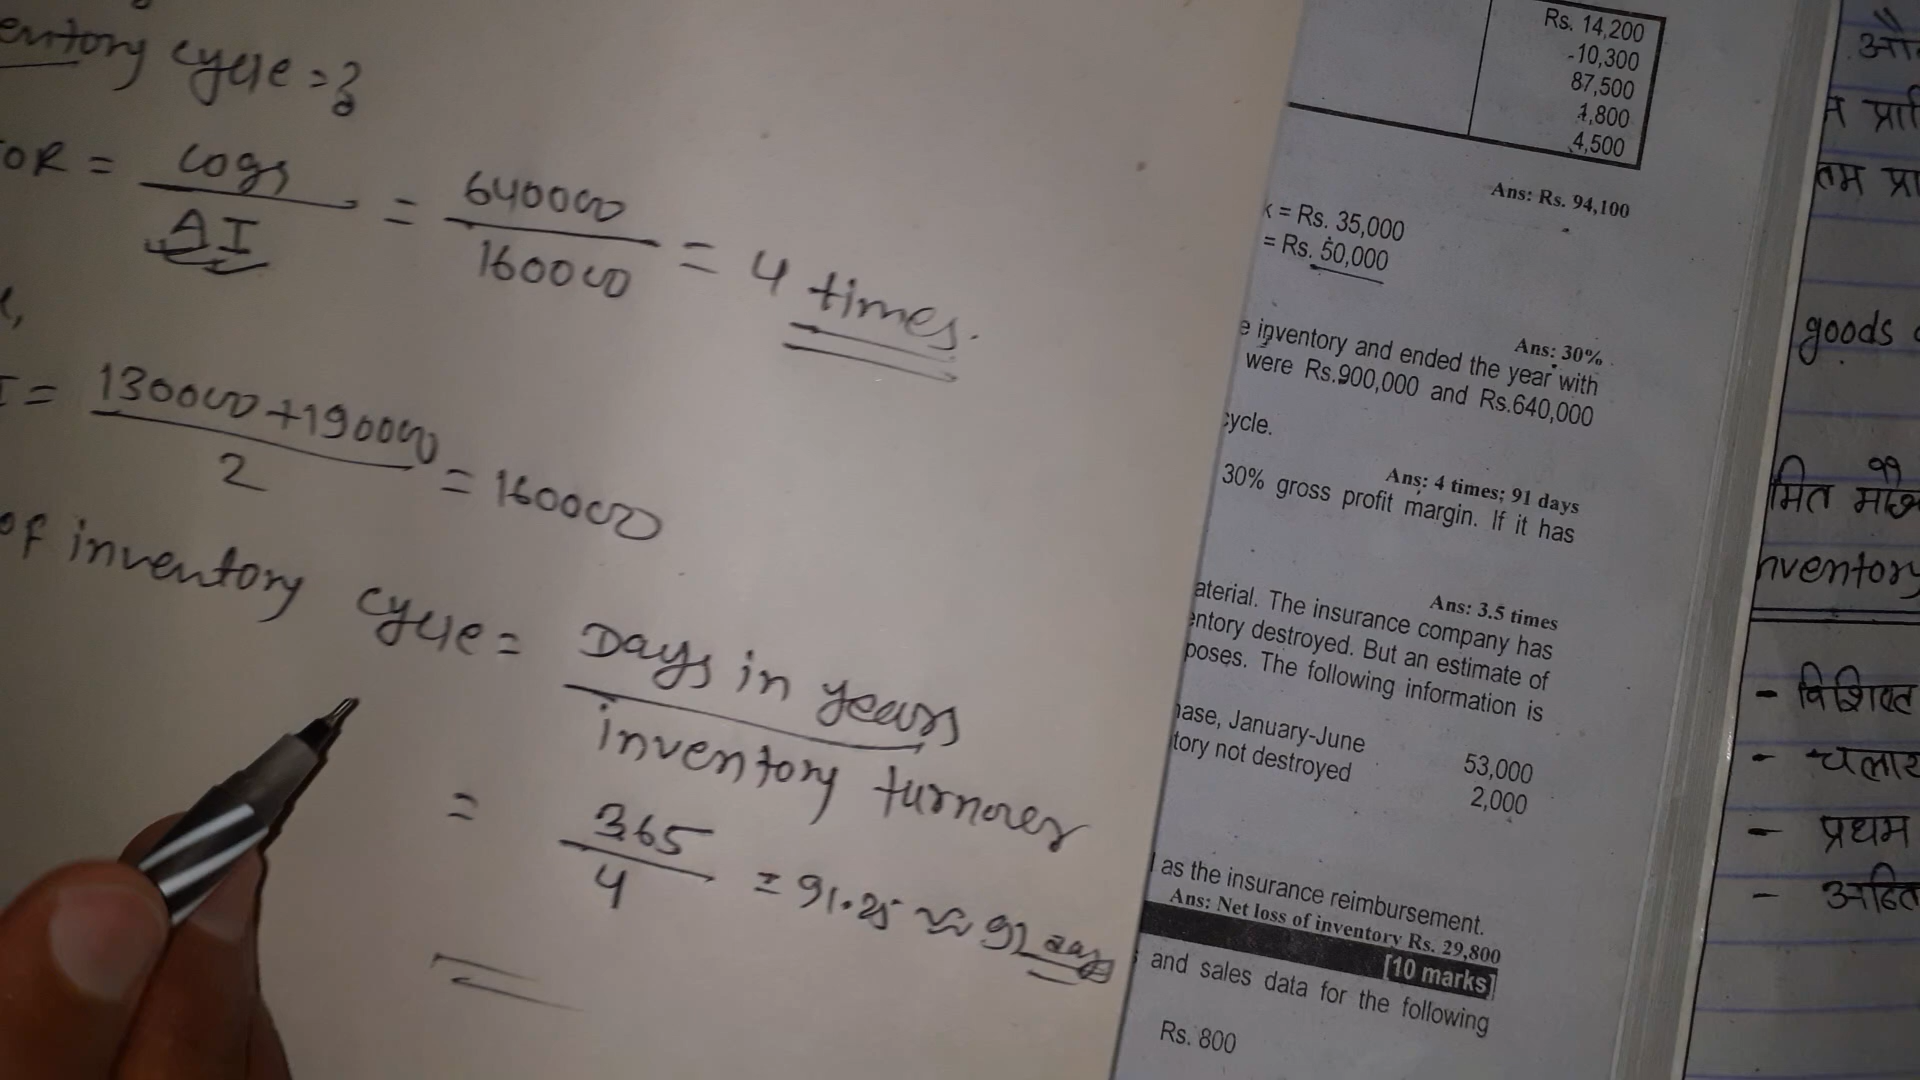 entory cycle = ?
OR = cogs / AI = 640000 / 160000 = 4 times.
I = 130000 + 190000 / 2 = 160000
of inventory cycle = Days in years / inventory turnover
= 365 / 4 = 91.25 ≈ 92 days
Rs. 14,200
-10,300
87,500
1,800
4,500
Ans: Rs. 94,100
k = Rs. 35,000
= Rs. 50,000
Ans: 30%
e inventory and ended the year with
were Rs.900,000 and Rs.640,000
cycle.
Ans: 4 times; 91 days
30% gross profit margin. If it has
Ans: 3.5 times
aterial. The insurance company has
entory destroyed. But an estimate of
poses. The following information is
hase, January-June 53,000
tory not destroyed 2,000
l as the insurance reimbursement.
Ans: Net loss of inventory Rs. 29,800
[10 marks]
and sales data for the following
Rs. 800
goods
nventory
- चलाय
- प्रथम